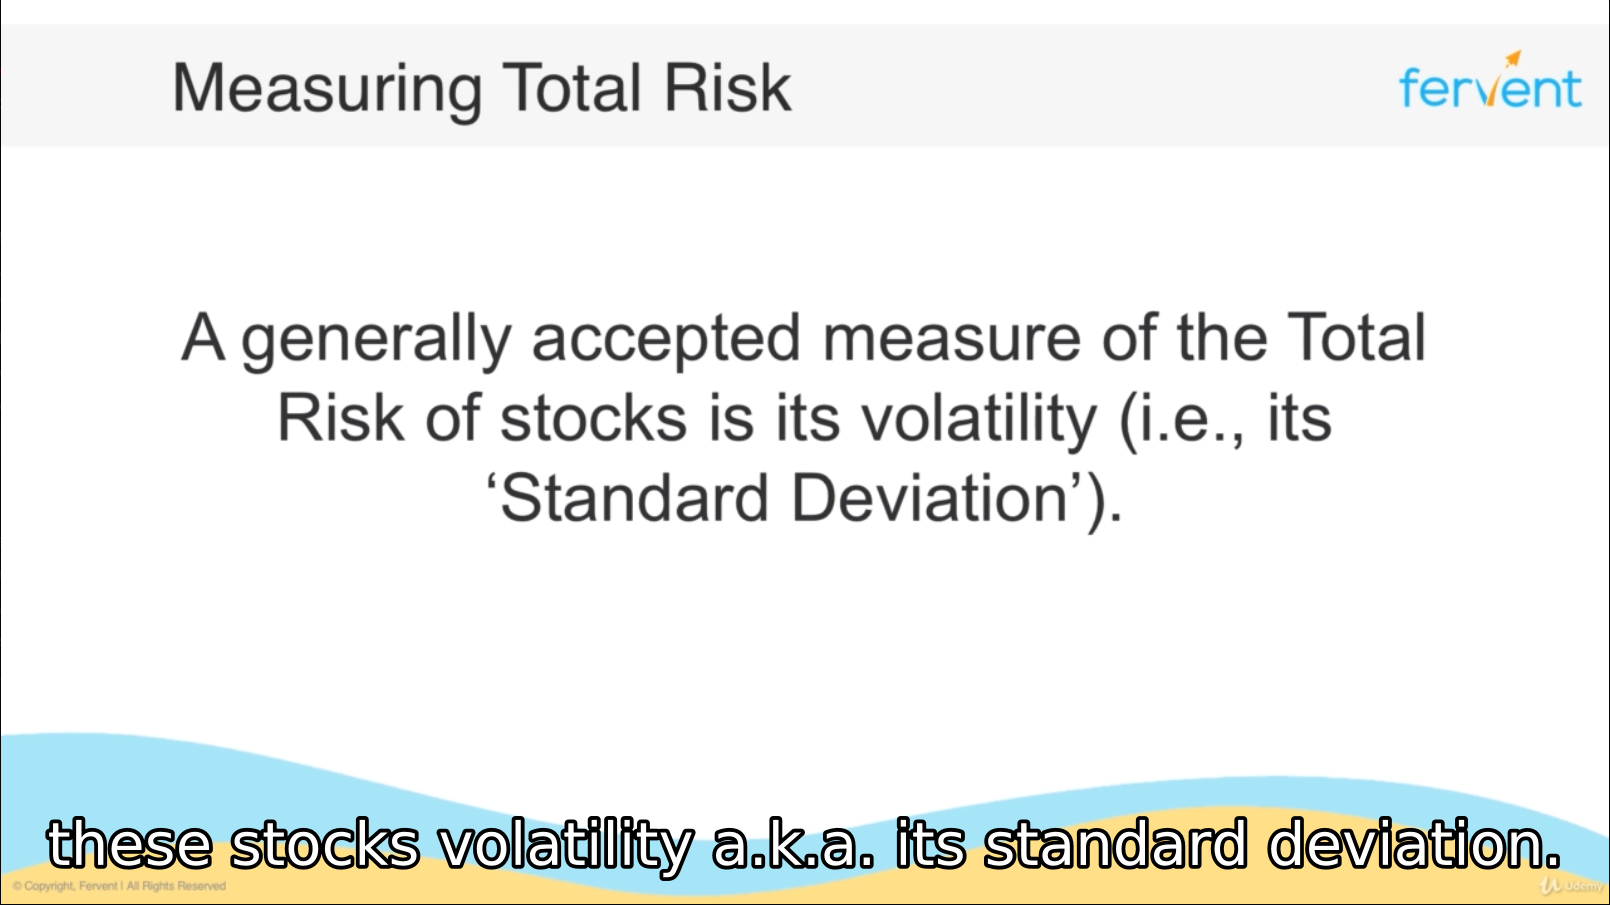 Measuring Total Risk
fervent
A generally accepted measure of the Total
Risk of stocks is its volatility (i.e., its
‘Standard Deviation’).
these stocks volatility a.k.a. its standard deviation.
© Copyright, Fervent | All Rights Reserved
Udemy